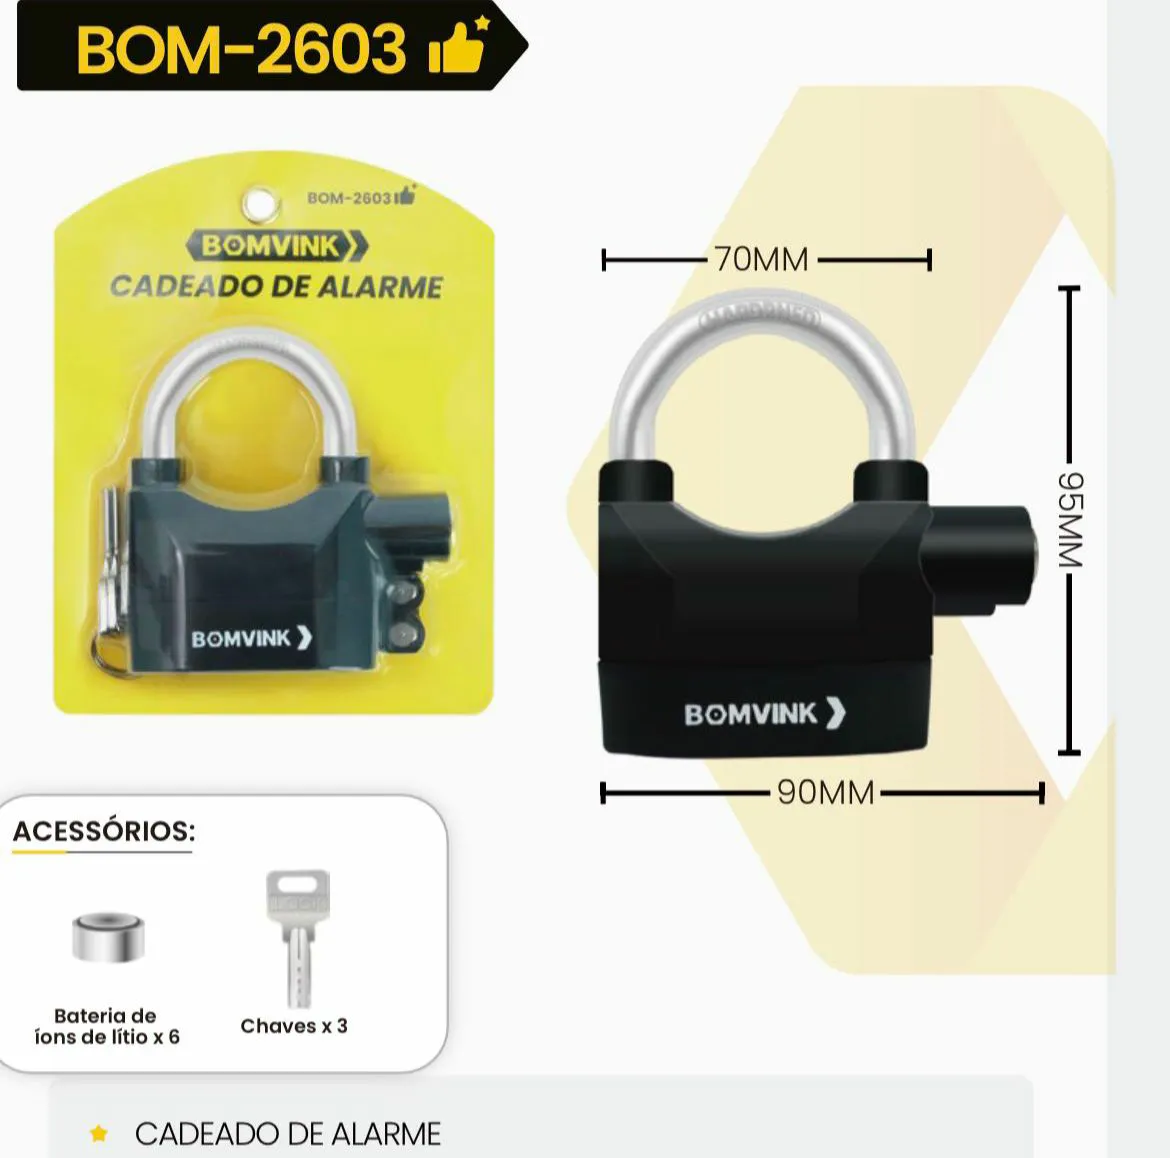 BOM-2603
BOM-2603
BOMVINK
CADEADO DE ALARME
BOMVINK
70MM
HARDENED
95MM
BOMVINK
90MM
ACESSÓRIOS:
Bateria de
íons de lítio x 6
Chaves x 3
CADEADO DE ALARME